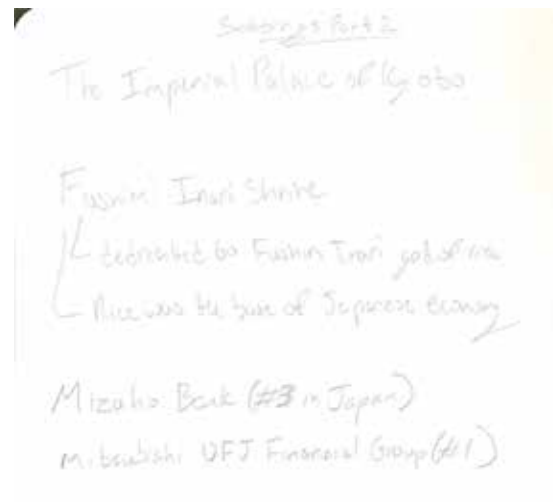 Part 2
The Imperial Palace of Kyoto
Fushimi Inari Shrine
dedicated to Fushimi Inari god of rice
Rice was the base of Japanese Economy
Mizuho Bank (#3 in Japan)
Mitsubishi UFJ Financial Group (#1)